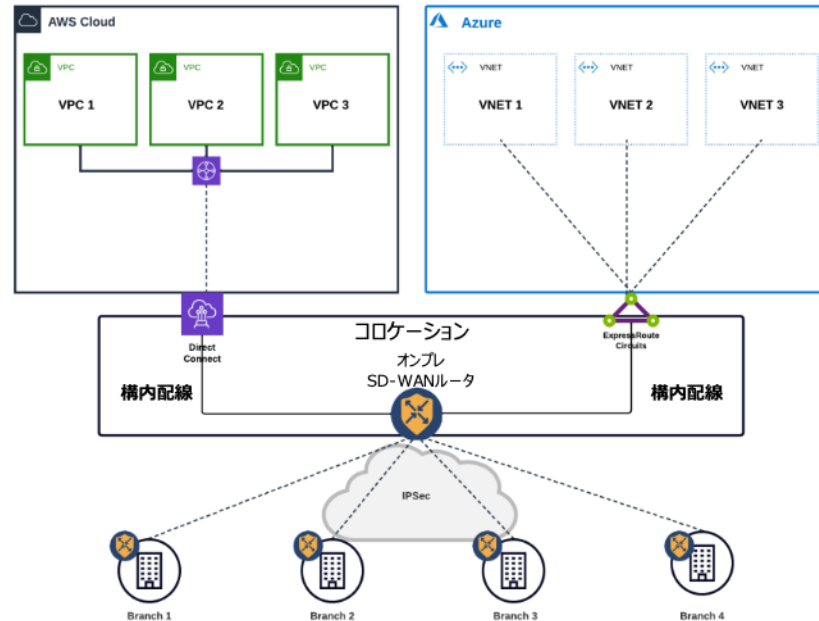 AWS Cloud
Azure
VPC
VPC
VPC
VNET
VNET
VNET
VPC 1
VPC 2
VPC 3
VNET 1
VNET 2
VNET 3
コロケーション
Direct
Connect
ExpressRoute
Circuits
オンプレ
SD-WANルータ
構内配線
構内配線
IPSec
Branch 1
Branch 2
Branch 3
Branch 4